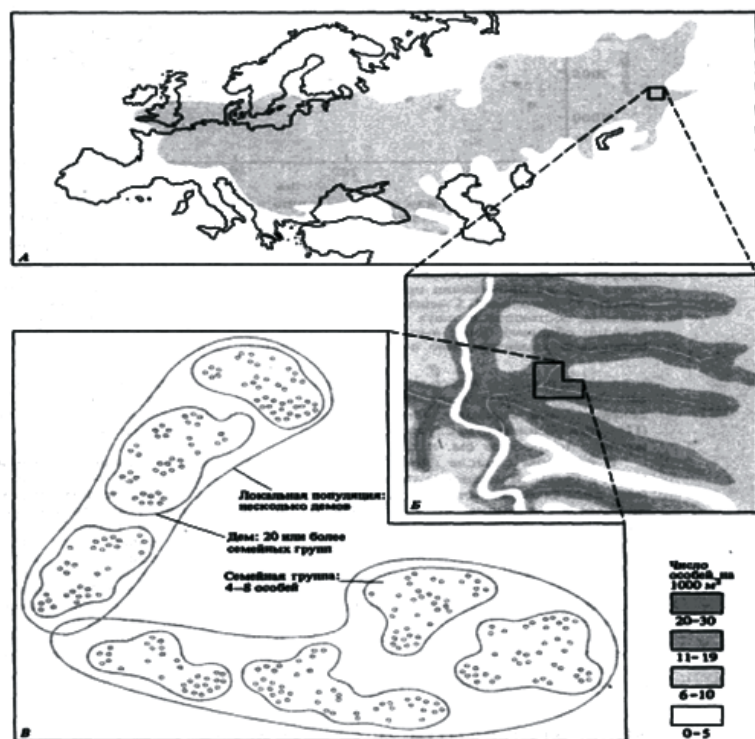 А
Б
Локальная популяция:
несколько демов
Дем: 20 или более
семейных групп
Семейная группа:
4–8 особей
В
Число
особей на
1000 м²
20–30
11–19
6–10
0–5